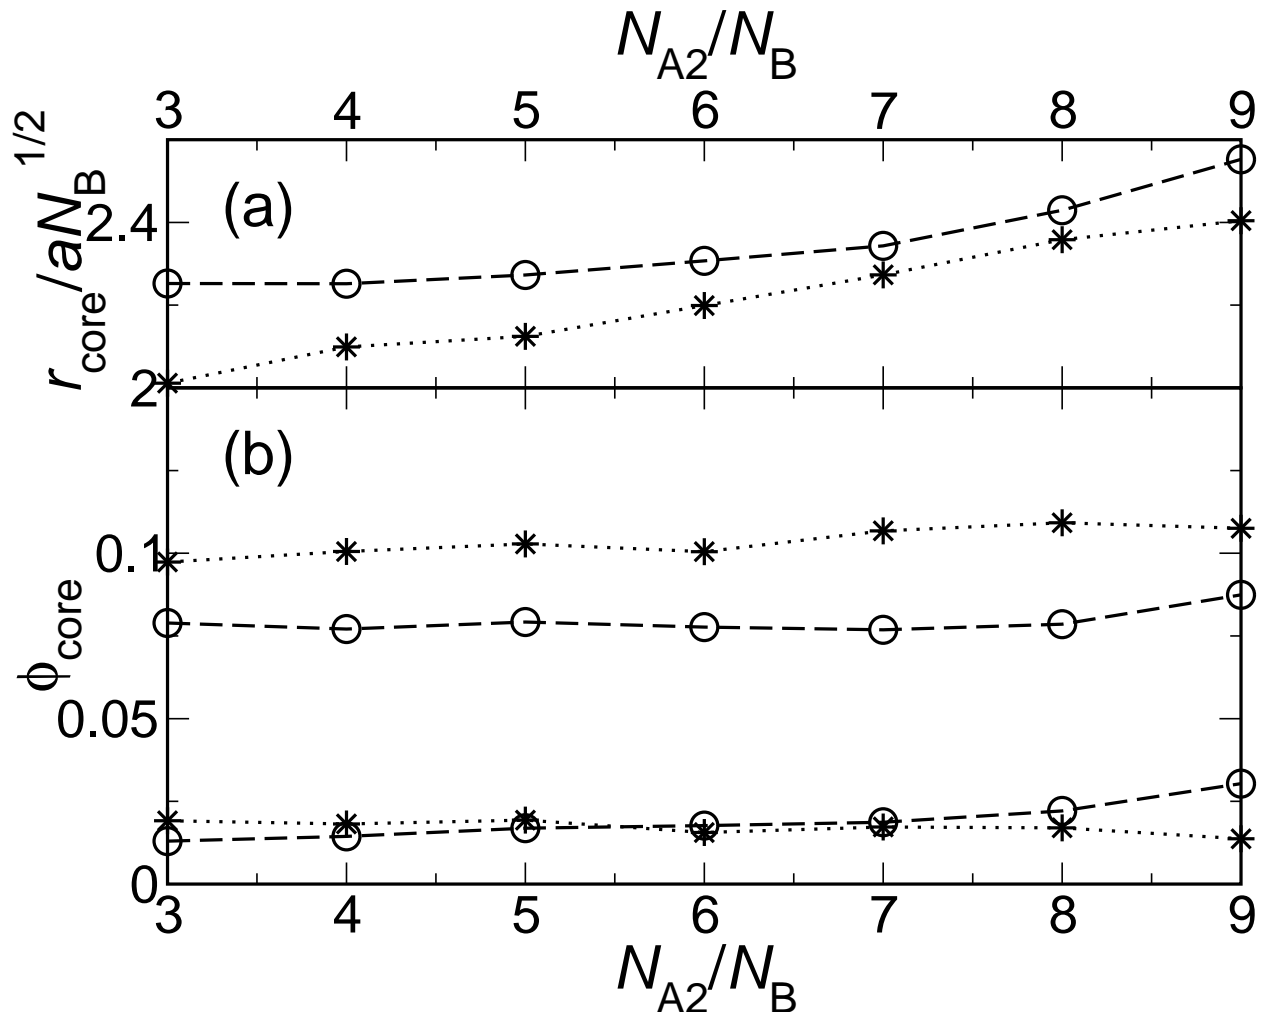 N_A2/N_B
3 4 5 6 7 8 9
r_core/aN_B^1/2
(a)
2.4
2
(b)
0.1
ϕ_core
0.05
0
3 4 5 6 7 8 9
N_A2/N_B